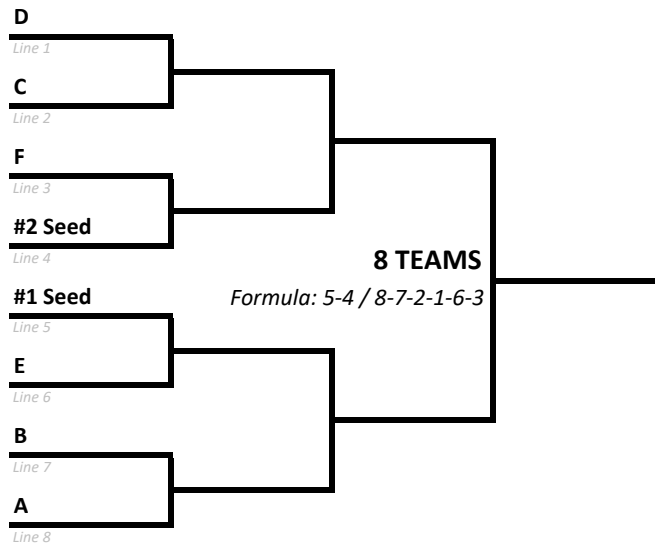 D
Line 1
C
Line 2
F
Line 3
#2 Seed
Line 4
8 TEAMS
#1 Seed
Formula: 5-4 / 8-7-2-1-6-3
Line 5
E
Line 6
B
Line 7
A
Line 8